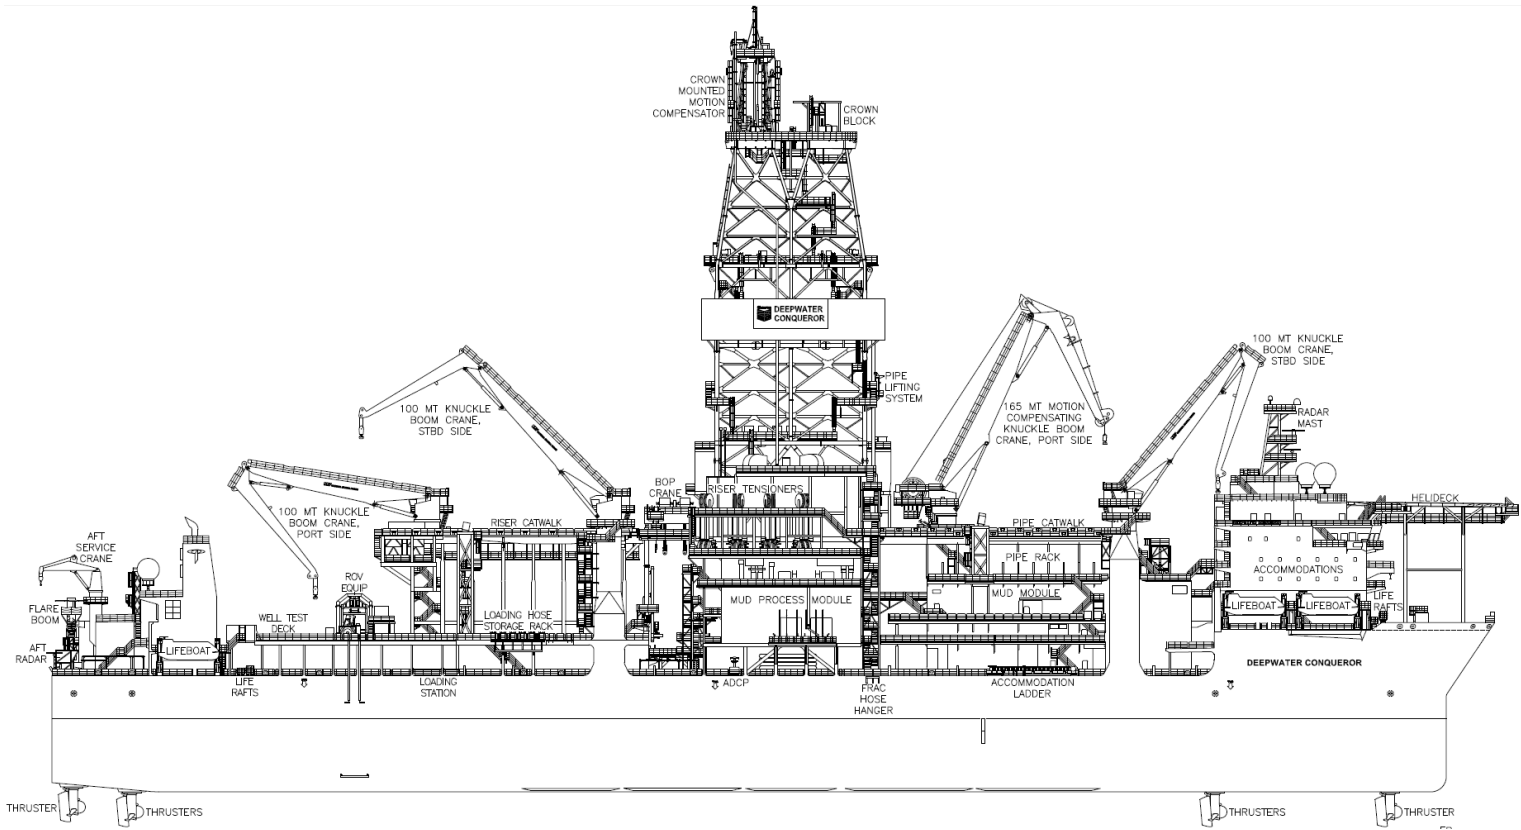 CROWN
MOUNTED
MOTION
COMPENSATOR
CROWN
BLOCK
DEEPWATER
CONQUEROR
PIPE
LIFTING
SYSTEM
100 MT KNUCKLE
BOOM CRANE,
STBD SIDE
165 MT MOTION
COMPENSATING
KNUCKLE BOOM
CRANE, PORT SIDE
100 MT KNUCKLE
BOOM CRANE,
STBD SIDE
RADAR
MAST
100 MT KNUCKLE
BOOM CRANE,
PORT SIDE
BOP
CRANE
RISER TENSIONERS
HELIDECK
RISER CATWALK
PIPE CATWALK
AFT
SERVICE
CRANE
PIPE RACK
ACCOMMODATIONS
ROV
EQUIP
MUD MODULE
MUD PROCESS MODULE
LIFE
RAFTS
LIFEBOAT
LIFEBOAT
FLARE
BOOM
WELL TEST
DECK
LOADING HOSE
STORAGE RACK
AFT
RADAR
LIFEBOAT
DEEPWATER CONQUEROR
LIFE
RAFTS
LOADING
STATION
ADCP
FRAC
HOSE
HANGER
ACCOMMODATION
LADDER
THRUSTER
THRUSTERS
THRUSTERS
THRUSTER